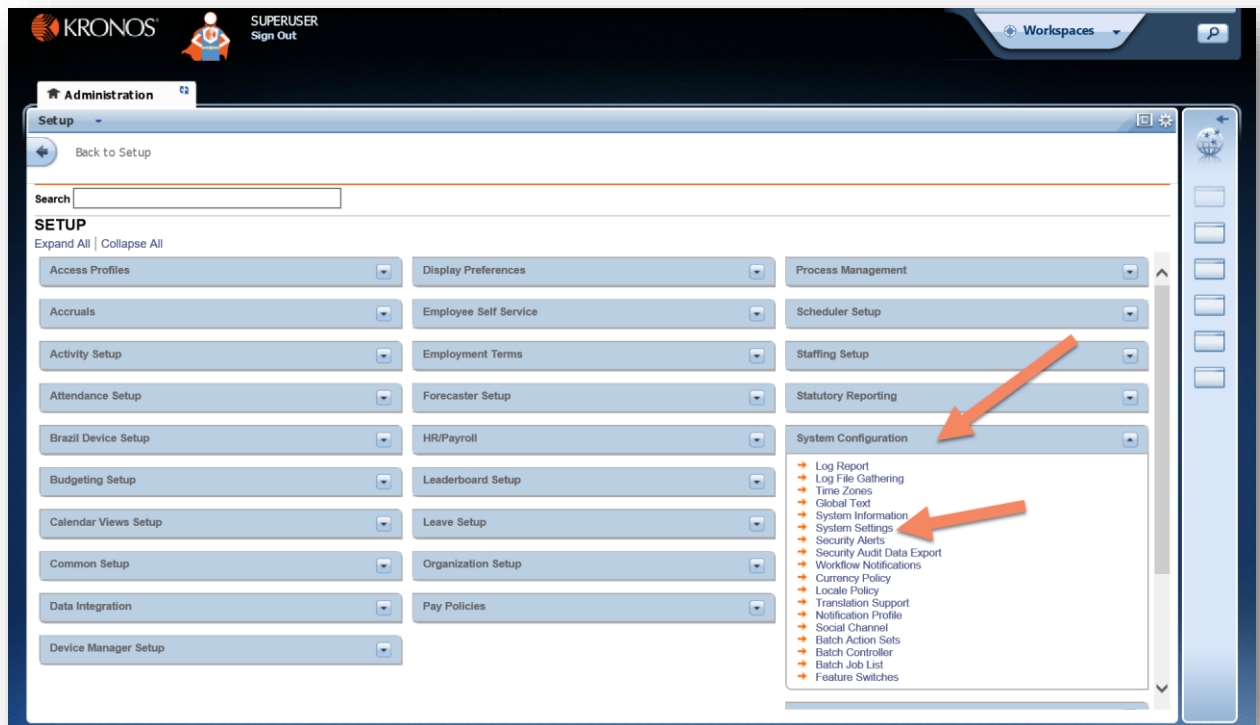 KRONOS
SUPERUSER
Sign Out
Workspaces
Administration
Setup
Back to Setup
Search
SETUP
Expand All | Collapse All
Access Profiles
Accruals
Activity Setup
Attendance Setup
Brazil Device Setup
Budgeting Setup
Calendar Views Setup
Common Setup
Data Integration
Device Manager Setup
Display Preferences
Employee Self Service
Employment Terms
Forecaster Setup
HR/Payroll
Leaderboard Setup
Leave Setup
Organization Setup
Pay Policies
Process Management
Scheduler Setup
Staffing Setup
Statutory Reporting
System Configuration
Log Report
Log File Gathering
Time Zones
Global Text
System Information
System Settings
Security Alerts
Security Audit Data Export
Workflow Notifications
Currency Policy
Locale Policy
Translation Support
Notification Profile
Social Channel
Batch Action Sets
Batch Controller
Batch Job List
Feature Switches